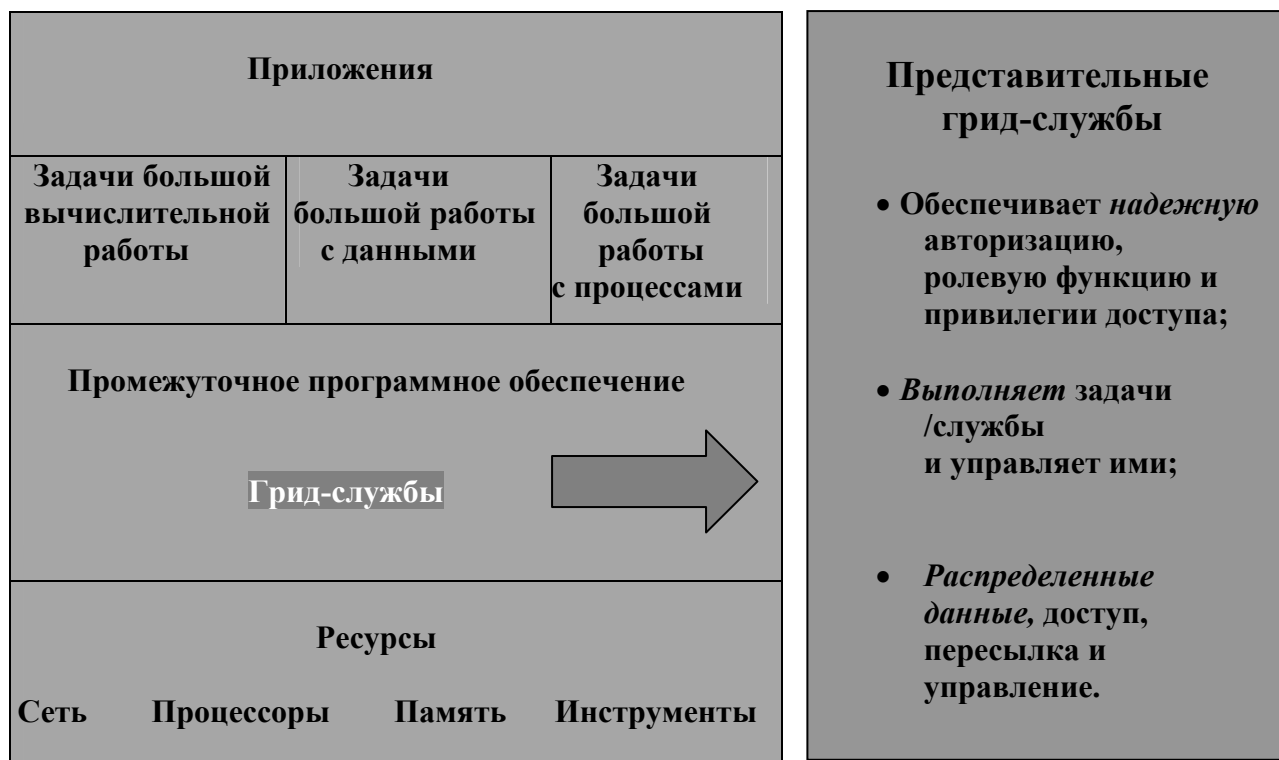 Приложения
Задачи большой
вычислительной
работы
Задачи
большой работы
с данными
Задачи
большой
работы
с процессами
Промежуточное программное обеспечение
Грид-службы
Ресурсы
Сеть Процессоры Память Инструменты
Представительные
грид-службы
• Обеспечивает надежную
авторизацию,
ролевую функцию и
привилегии доступа;
• Выполняет задачи
/службы
и управляет ими;
• Распределенные
данные, доступ,
пересылка и
управление.